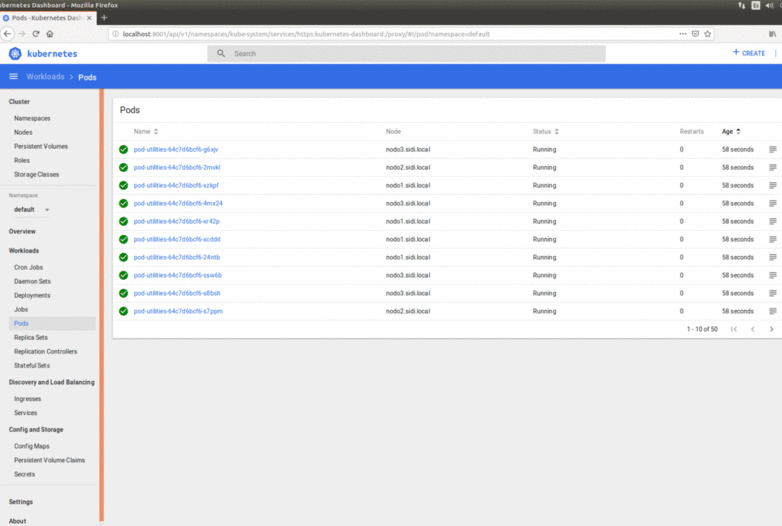 Kubernetes Dashboard - Mozilla Firefox
Pods - Kubernetes Dash
localhost:8001/api/v1/namespaces/kube-system/services/https:kubernetes-dashboard:/proxy/#!/pod?namespace=default
kubernetes
Search
+ CREATE
Workloads > Pods
Cluster
Namespaces
Nodes
Persistent Volumes
Roles
Storage Classes
Namespace
default
Overview
Workloads
Cron Jobs
Daemon Sets
Deployments
Jobs
Pods
Replica Sets
Replication Controllers
Stateful Sets
Discovery and Load Balancing
Ingresses
Services
Config and Storage
Config Maps
Persistent Volume Claims
Secrets
Settings
About
Pods
Name Node Status Restarts Age
pod-utilities-64c7d6bcf6-g6xjv nodo3.sidi.local Running 0 58 seconds
pod-utilities-64c7d6bcf6-2mvkl nodo2.sidi.local Running 0 58 seconds
pod-utilities-64c7d6bcf6-vzkpf nodo1.sidi.local Running 0 58 seconds
pod-utilities-64c7d6bcf6-4mx24 nodo3.sidi.local Running 0 58 seconds
pod-utilities-64c7d6bcf6-xr42p nodo1.sidi.local Running 0 58 seconds
pod-utilities-64c7d6bcf6-xcddd nodo1.sidi.local Running 0 58 seconds
pod-utilities-64c7d6bcf6-24ntb nodo1.sidi.local Running 0 58 seconds
pod-utilities-64c7d6bcf6-ssw6b nodo3.sidi.local Running 0 58 seconds
pod-utilities-64c7d6bcf6-s8bsh nodo3.sidi.local Running 0 58 seconds
pod-utilities-64c7d6bcf6-s7ppm nodo2.sidi.local Running 0 58 seconds
1 - 10 of 50